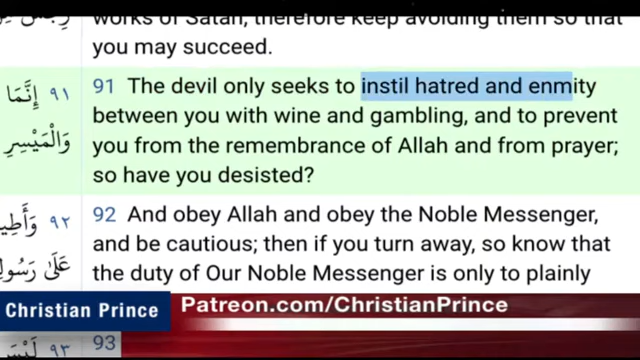 works of Satan, therefore keep avoiding them so that
you may succeed.
91 The devil only seeks to instil hatred and enmity ٩١ إِنَّمَا
between you with wine and gambling, and to prevent وَالْمَيْسِرِ
you from the remembrance of Allah and from prayer;
so have you desisted?
92 And obey Allah and obey the Noble Messenger, ٩٢
and be cautious; then if you turn away, so know that
the duty of Our Noble Messenger is only to plainly
Christian Prince Patreon.com/ChristianPrince
93 ٩٣